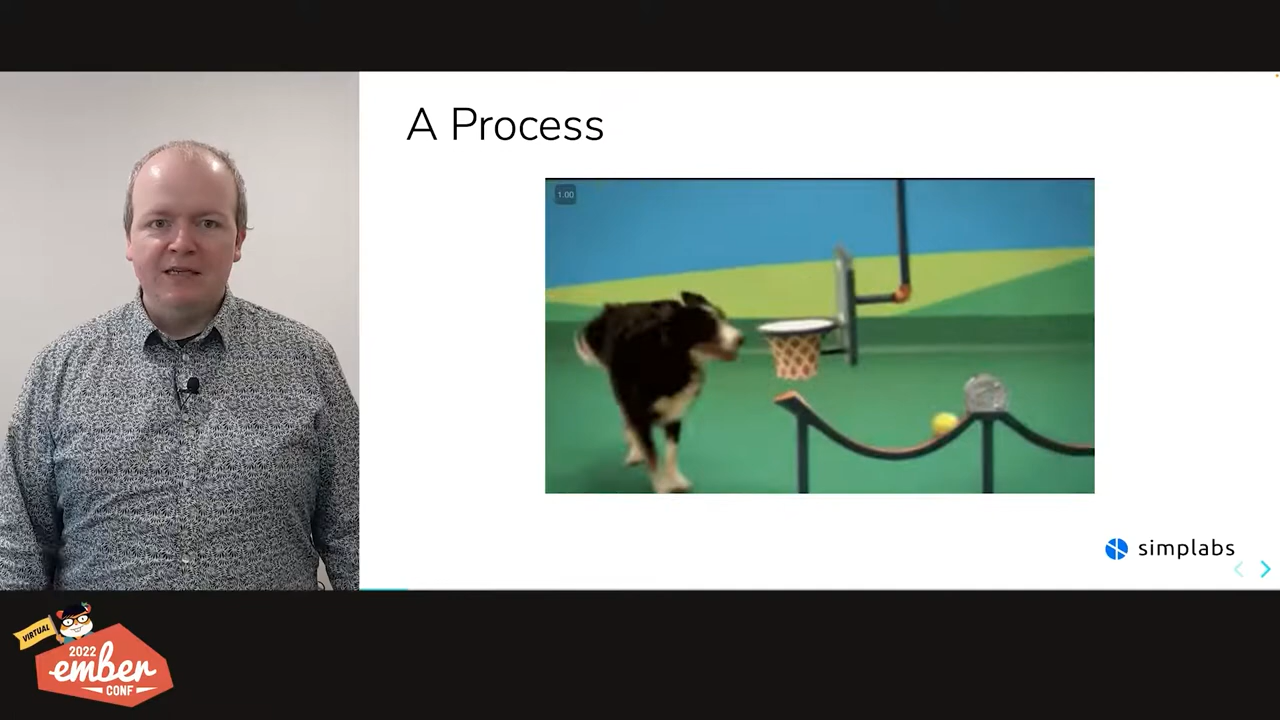 A Process
1.00
simplabs
VIRTUAL
2022
ember
CONF